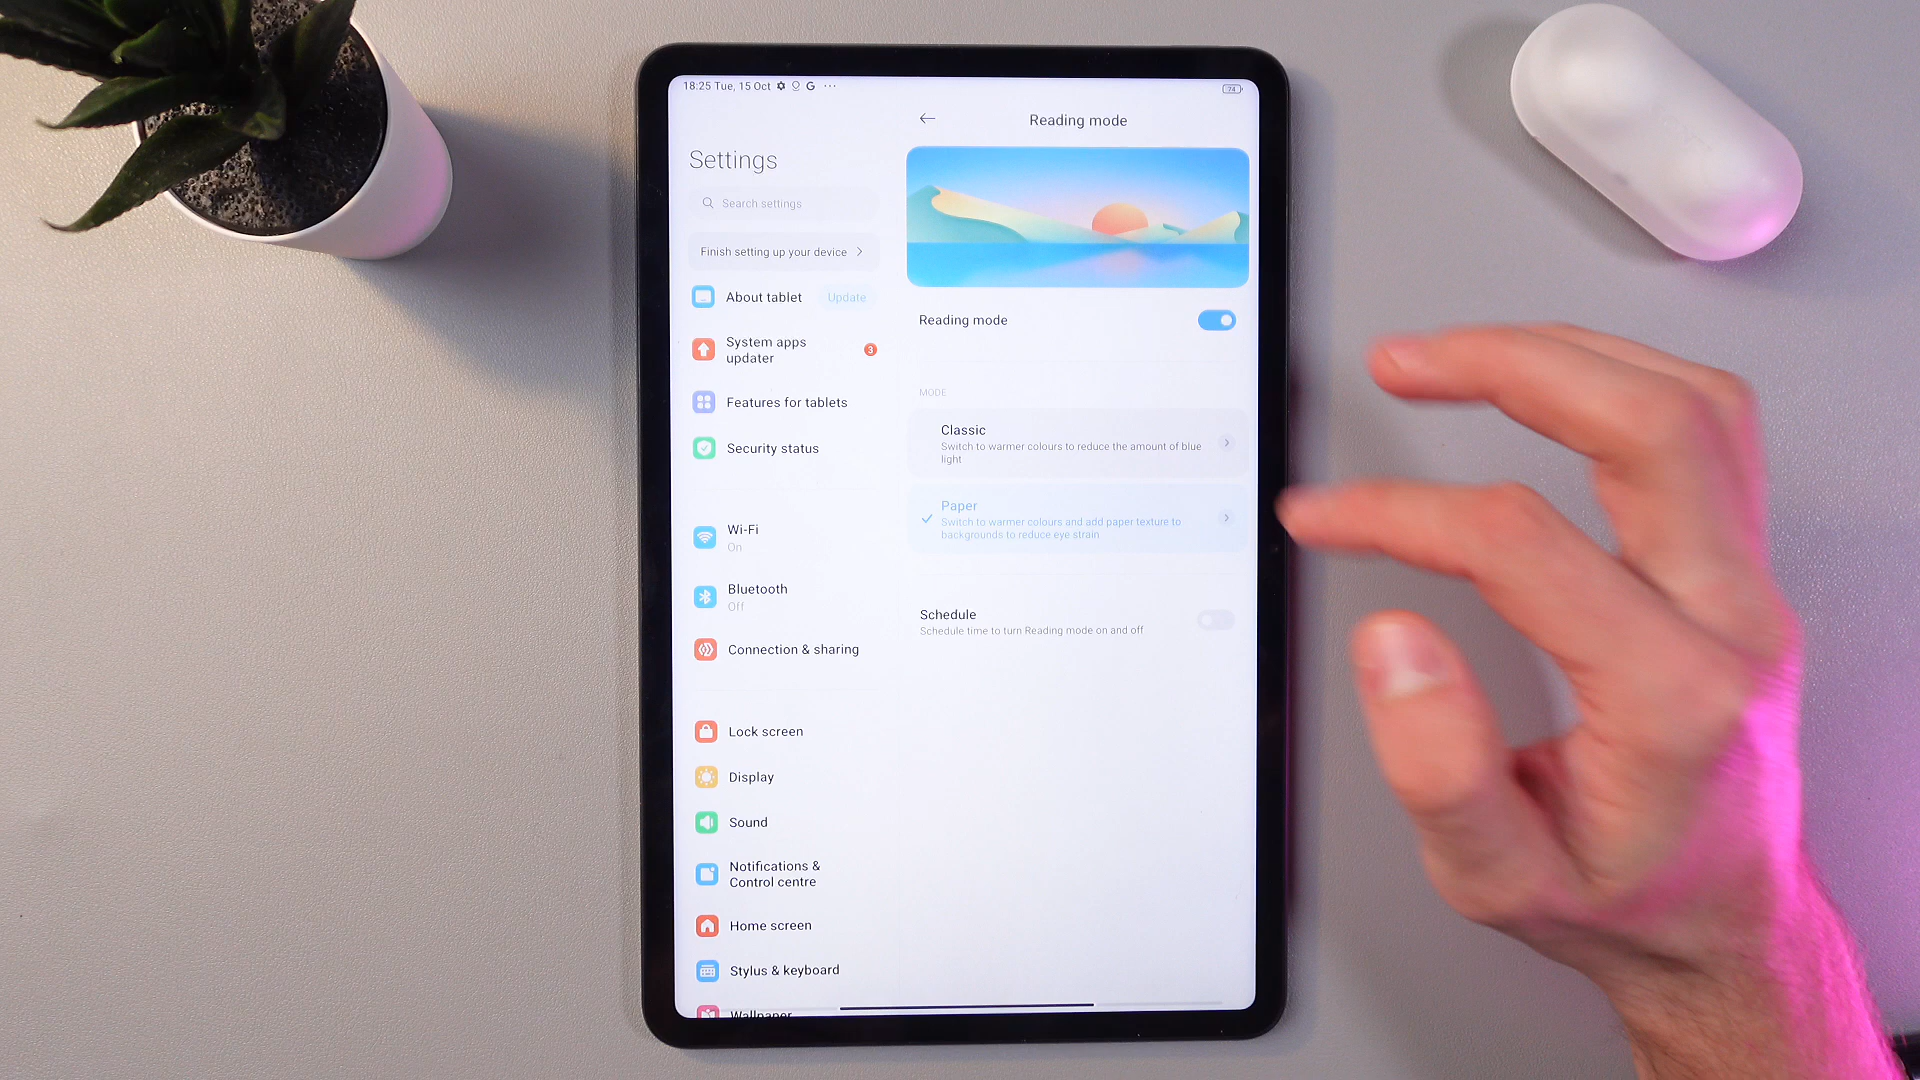 18:25 Tue, 15 Oct G ...
74
Settings
Search settings
Finish setting up your device
About tablet Update
System apps
updater
3
Features for tablets
Security status
Wi-Fi
On
Bluetooth
Off
Connection & sharing
Lock screen
Display
Sound
Notifications &
Control centre
Home screen
Stylus & keyboard
Wallpaper
Reading mode
Reading mode
MODE
Classic
Switch to warmer colours to reduce the amount of blue
light
Paper
Switch to warmer colours and add paper texture to
backgrounds to reduce eye strain
Schedule
Schedule time to turn Reading mode on and off